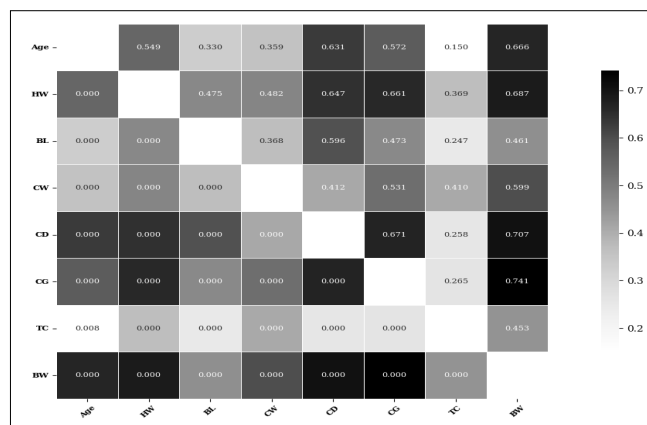 Age 0.549 0.330 0.359 0.631 0.572 0.150 0.666
HW 0.000 0.475 0.482 0.647 0.661 0.369 0.687 0.7
BL 0.000 0.000 0.368 0.596 0.473 0.247 0.461 0.6
CW 0.000 0.000 0.000 0.412 0.531 0.410 0.599 0.5
CD 0.000 0.000 0.000 0.000 0.671 0.258 0.707 0.4
CG 0.000 0.000 0.000 0.000 0.000 0.265 0.741 0.3
TC 0.008 0.000 0.000 0.000 0.000 0.000 0.453 0.2
BW 0.000 0.000 0.000 0.000 0.000 0.000 0.000
Age HW BL CW CD CG TC BW